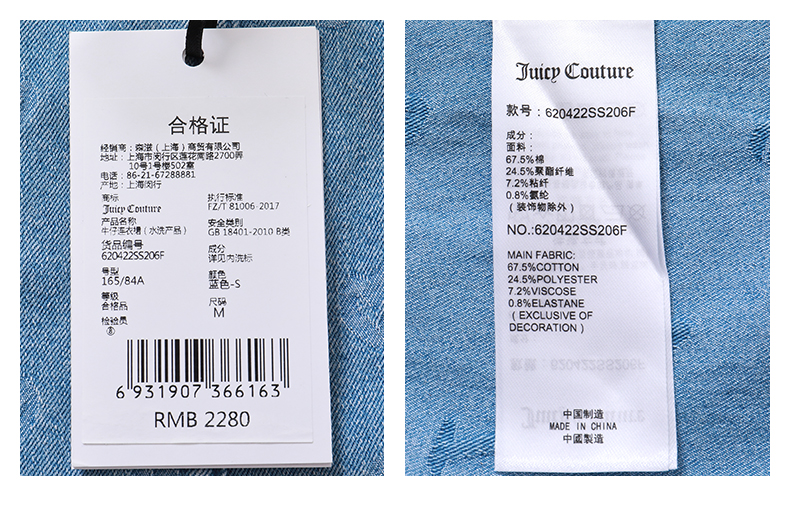 合格证
经销商：霖滋（上海）商贸有限公司
地址：上海市闵行区莲花南路2700弄
10号1号楼502室
电话：86-21-67288881
产地：上海闵行
商标
Juicy Couture
执行标准
FZ/T 81006-2017
产品名称
牛仔连衣裙（水洗产品）
安全类别
GB 18401-2010 B类
货品编号
620422SS206F
成分
详见内洗标
号型
165/84A
颜色
蓝色-S
等级
合格品
尺码
M
检验员
⑧
6 931907 366163
RMB 2280
Juicy Couture
款号：620422SS206F
成分：
面料：
67.5%棉
24.5%聚酯纤维
7.2%粘纤
0.8%氨纶
（装饰物除外）
NO.:620422SS206F
MAIN FABRIC:
67.5%COTTON
24.5%POLYESTER
7.2%VISCOSE
0.8%ELASTANE
（EXCLUSIVE OF
DECORATION）
中国制造
MADE IN CHINA
中國製造